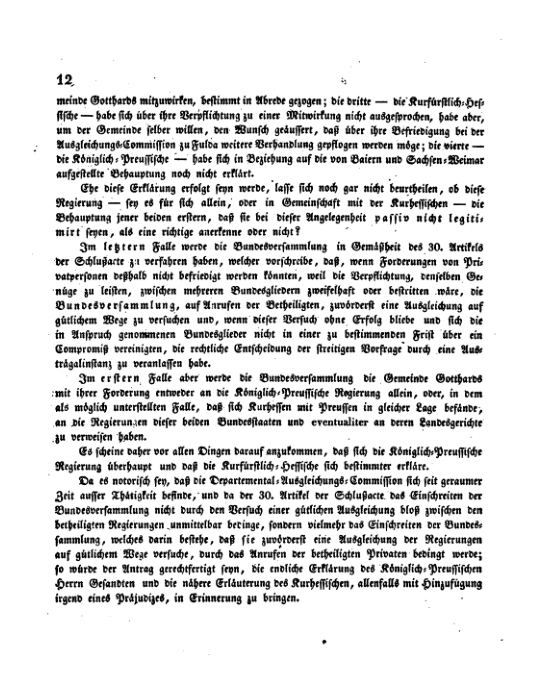 12
meinde Gotthards mitzuwirken, bestimmt in Abrede gezogen; die dritte — die Kurfürstlich-Hes-
sische — habe sich über ihre Verpflichtung zu einer Mitwirkung nicht ausgesprochen, habe aber,
um der Gemeinde selber willen, den Wunsch geäussert, daß über ihre Befriedigung bei der
Ausgleichungs-Commission zu Fulda weitere Verhandlung gepflogen werden möge; die vierte —
die Königlich-Preussische — habe sich in Beziehung auf die von Baiern und Sachsen-Weimar
aufgestellte Behauptung noch nicht erklärt.
Ehe diese Erklärung erfolgt seyn werde, lasse sich noch gar nicht beurtheilen, ob diese
Regierung — sey es für sich allein, oder in Gemeinschaft mit der Kurhessischen — die
Behauptung jener beiden erstern, daß sie bei dieser Angelegenheit passiv nicht legiti-
mirt seyen, als eine richtige anerkenne oder nicht?
Im letztern Falle werde die Bundesversammlung in Gemäßheit des 30. Artikels
der Schlußacte zu verfahren haben, welcher vorschreibe, daß, wenn Forderungen von Pri-
vatpersonen deßhalb nicht befriedigt werden könnten, weil die Verpflichtung, denselben Ge-
nüge zu leisten, zwischen mehreren Bundesgliedern zweifelhaft oder bestritten wäre, die
Bundesversammlung, auf Anrufen der Betheiligten, zuvörderst eine Ausgleichung auf
gütlichem Wege zu versuchen und, wenn dieser Versuch ohne Erfolg bliebe und sich die
in Anspruch genommenen Bundesglieder nicht in einer zu bestimmenden Frist über ein
Compromiß vereinigten, die rechtliche Entscheidung der streitigen Vorfrage durch eine Aus-
trägalinstanz zu veranlassen habe.
Im erstern Falle aber werde die Bundesversammlung die Gemeinde Gotthards
mit ihrer Forderung entweder an die Königlich-Preussische Regierung allein, oder, in dem
als möglich unterstellten Falle, daß sich Kurhessen mit Preussen in gleicher Lage befände,
an die Regierungen dieser beiden Bundesstaaten und eventualiter an deren Landesgerichte
zu verweisen haben.
Es scheine daher vor allen Dingen darauf anzukommen, daß sich die Königlich-Preussische
Regierung überhaupt und daß die Kurfürstlich-Hessische sich bestimmter erkläre.
Da es notorisch sey, daß die Departemental-Ausgleichungs-Commission sich seit geraumer
Zeit ausser Thätigkeit befinde, und da der 30. Artikel der Schlußacte das Einschreiten der
Bundesversammlung nicht durch den Versuch einer gütlichen Ausgleichung bloß zwischen den
betheiligten Regierungen unmittelbar bedinge, sondern vielmehr das Einschreiten der Bundes-
sammlung, welches darin bestehe, daß sie zuvörderst eine Ausgleichung der Regierungen
auf gütlichem Wege versuche, durch das Anrufen der betheiligten Privaten bedingt werde;
so würde der Antrag gerechtfertigt seyn, die endliche Erklärung des Königlich-Preussischen
Herrn Gesandten und die nähere Erläuterung des Kurhessischen, allenfalls mit Hinzufügung
irgend eines Präjudizes, in Erinnerung zu bringen.